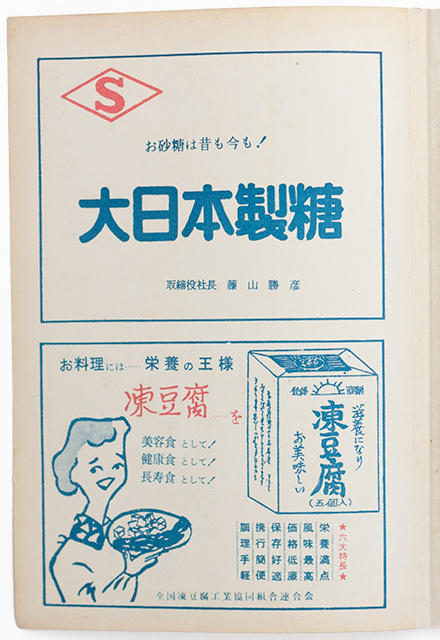 S
お砂糖は昔も今も！
大日本製糖
取締役社長 藤山勝彦
お料理には……栄養の王様
凍豆腐……を
美容食として！
健康食として！
長寿食として！
登録 商標
滋養になり
凍豆腐
お美味しい
（五個入）
★六大特長★
栄養満点
風味最高
価格低廉
保存好適
携行簡便
調理手軽
全国凍豆腐工業協同組合連合会